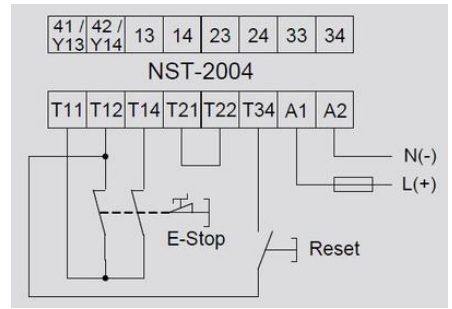 41 / 42 / 13 14 23 24 33 34
Y13 Y14
NST-2004
T11 T12 T14 T21 T22 T34 A1 A2
N(-)
L(+)
E-Stop
Reset